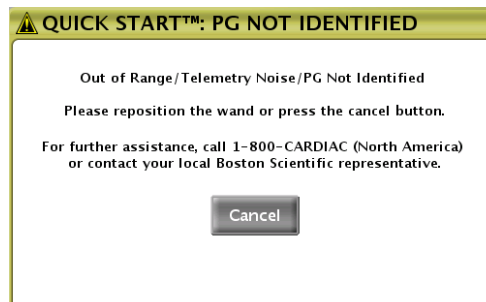 QUICK START™: PG NOT IDENTIFIED
Out of Range/Telemetry Noise/PG Not Identified
Please reposition the wand or press the cancel button.
For further assistance, call 1-800-CARDIAC (North America)
or contact your local Boston Scientific representative.
Cancel